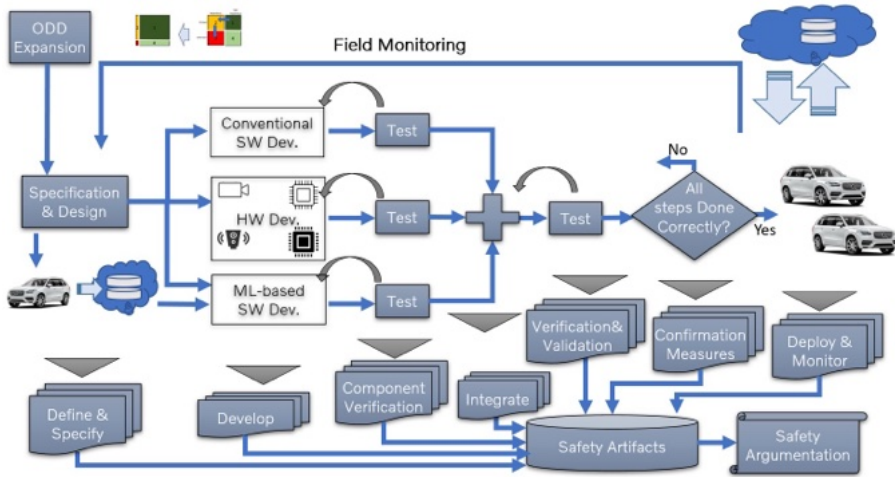 ODD
Expansion
Field Monitoring
Conventional
SW Dev.
Test
Specification
& Design
HW Dev.
Test
Test
No
All
steps Done
Correctly?
Yes
ML-based
SW Dev.
Test
Verification&
Validation
Confirmation
Measures
Deploy &
Monitor
Define &
Specify
Develop
Component
Verification
Integrate
Safety Artifacts
Safety
Argumentation